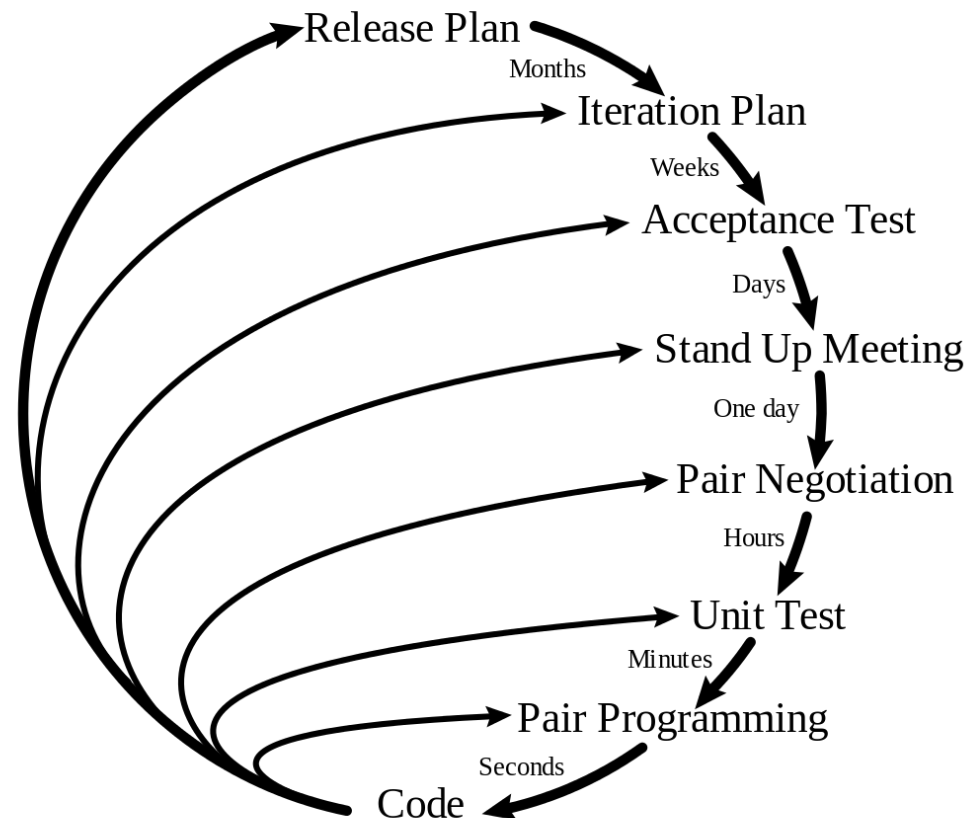 Release Plan
Months
Iteration Plan
Weeks
Acceptance Test
Days
Stand Up Meeting
One day
Pair Negotiation
Hours
Unit Test
Minutes
Pair Programming
Seconds
Code